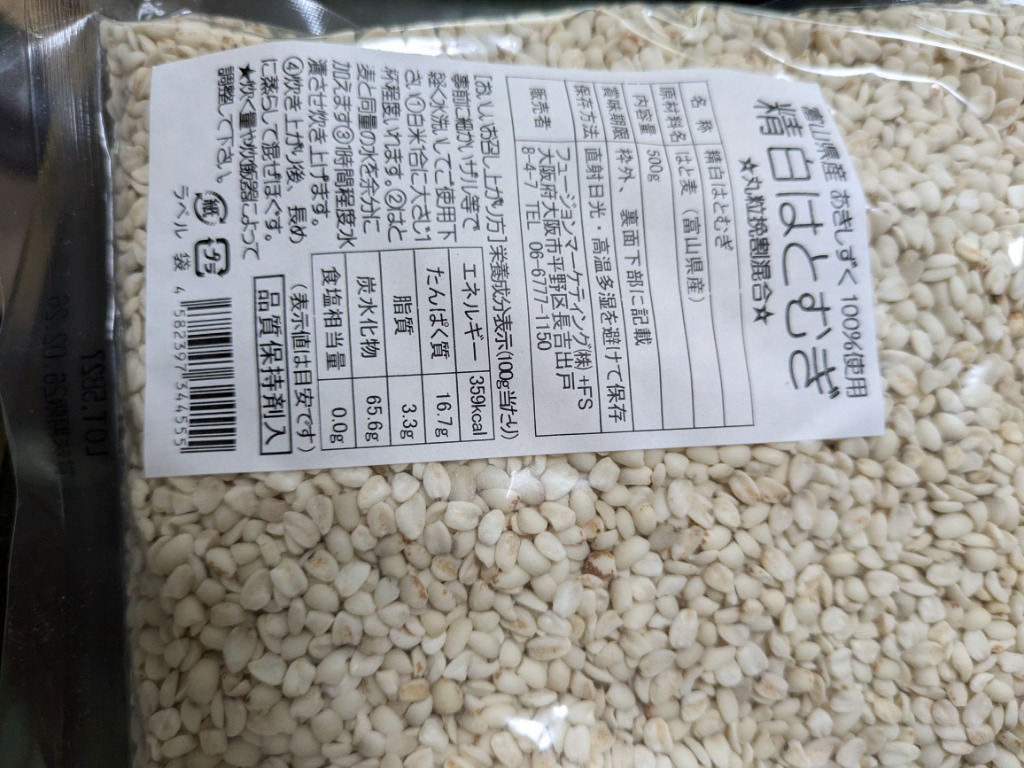 富山県産 あきしずく 100%使用
精白はとむぎ
☆丸粒挽割混合☆
名称 精白はとむぎ
原材料名 はと麦（富山県産）
内容量 500g
賞味期限 枠外、裏面下部に記載
保存方法 直射日光・高温多湿を避けて保存
販売者 フュージョンマーケティング㈱ +FS
大阪府大阪市平野区長吉出戸
8-4-7 TEL 06-6777-1150
【おいしいお召し上がり方】
事前に細かいザル等で
軽く水洗いしてご使用下
さい。①白米1合に大さじ1
杯程度いれます。②はと
麦と同量の水を余分に
加えます③1時間程度水
漬させ炊き上げます。
④炊き上がり後、長め
に蒸らして混ぜほぐす。
★炊く量や炊飯器によって
調整して下さい。
栄養成分表示(100g当たり)
エネルギー 359kcal
たんぱく質 16.7g
脂質 3.3g
炭水化物 65.6g
食塩相当量 0.0g
（表示値は目安です）
品質保持剤入
紙 プラ
ラベル 袋
4 582397 344555